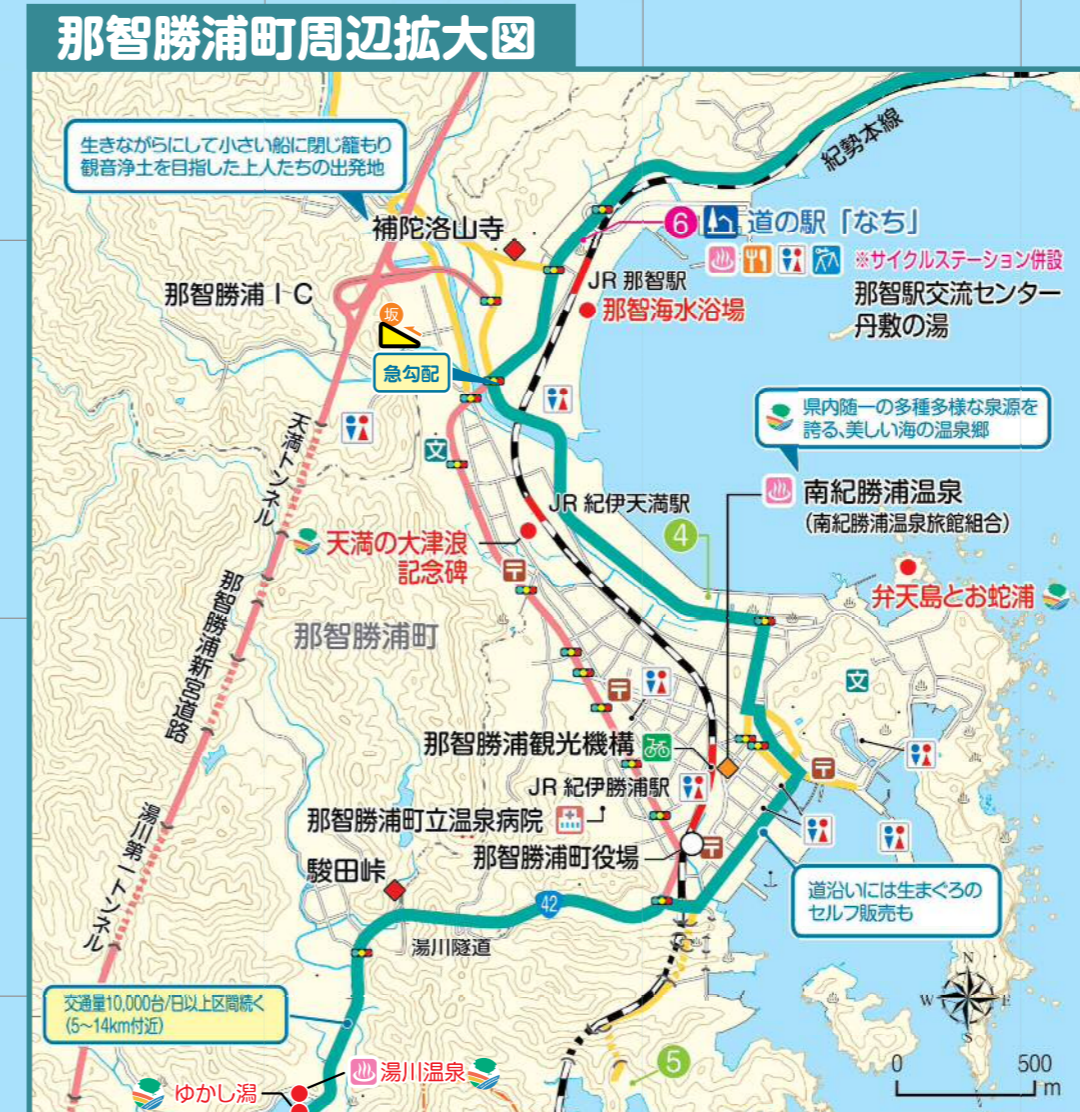 那智勝浦町周辺拡大図
生きながらにして小さい船に閉じ籠もり
観音浄土を目指した上人たちの出発地
紀勢本線
補陀洛山寺
6
道の駅「なち」
※サイクルステーション併設
那智駅交流センター
丹敷の湯
JR 那智駅
那智海水浴場
那智勝浦IC
坂
急勾配
文
天満トンネル
県内随一の多種多様な泉源を
誇る、美しい海の温泉郷
南紀勝浦温泉
(南紀勝浦温泉旅館組合)
JR 紀伊天満駅
4
天満の大津浪
記念碑
弁天島とお蛇浦
那智勝浦新宮道路
那智勝浦町
文
那智勝浦観光機構
JR 紀伊勝浦駅
那智勝浦町立温泉病院
那智勝浦町役場
湯川第一トンネル
駿田峠
42
湯川隧道
道沿いには生まぐろの
セルフ販売も
交通量10,000台/日以上区間続く
(5〜14km付近)
N
W
E
S
0
500
m
5
湯川温泉
ゆかし潟